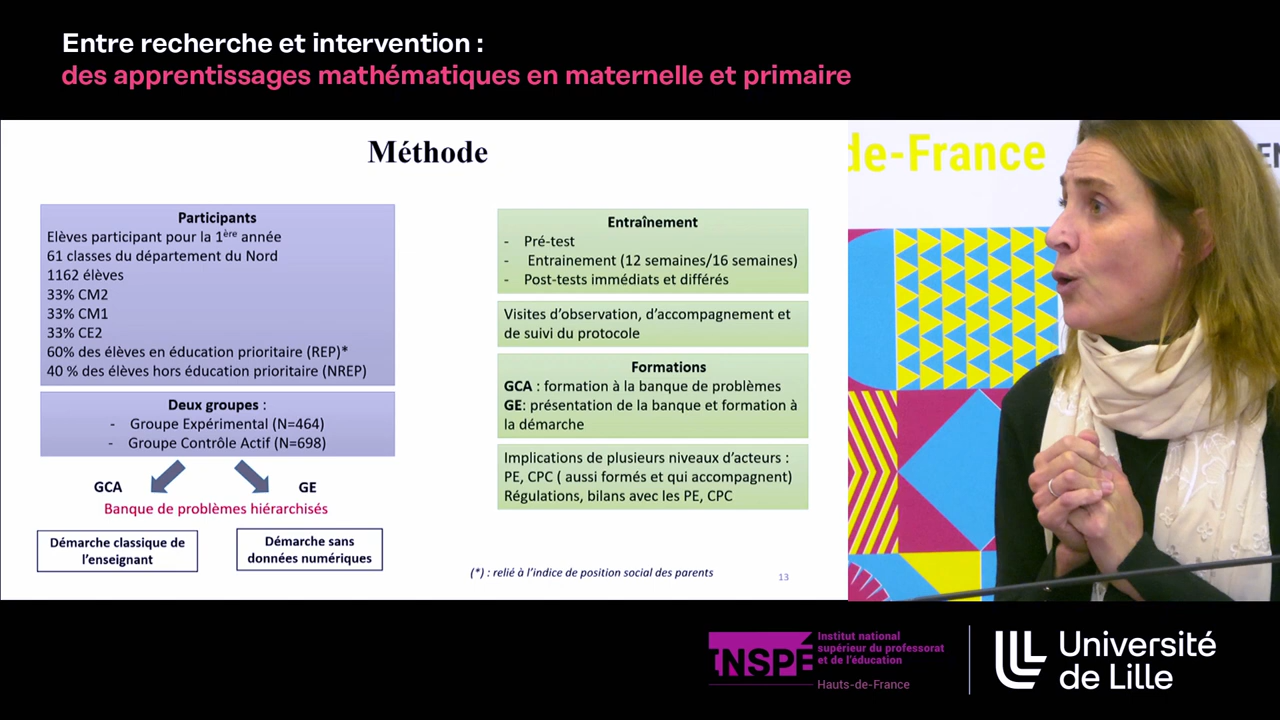 Entre recherche et intervention :
des apprentissages mathématiques en maternelle et primaire
Méthode
Participants
Elèves participant pour la 1ère année
61 classes du département du Nord
1162 élèves
33% CM2
33% CM1
33% CE2
60% des élèves en éducation prioritaire (REP)*
40 % des élèves hors éducation prioritaire (NREP)
Deux groupes :
- Groupe Expérimental (N=464)
- Groupe Contrôle Actif (N=698)
GCA
GE
Banque de problèmes hiérarchisés
Démarche classique de
l'enseignant
Démarche sans
données numériques
Entraînement
- Pré-test
- Entrainement (12 semaines/16 semaines)
- Post-tests immédiats et différés
Visites d'observation, d'accompagnement et
de suivi du protocole
Formations
GCA : formation à la banque de problèmes
GE: présentation de la banque et formation à
la démarche
Implications de plusieurs niveaux d'acteurs :
PE, CPC ( aussi formés et qui accompagnent)
Régulations, bilans avec les PE, CPC
(*) : relié à l'indice de position social des parents
13
de-France
EN
INSPÉ
Institut national
supérieur du professorat
et de l'éducation
Hauts-de-France
Université
de Lille